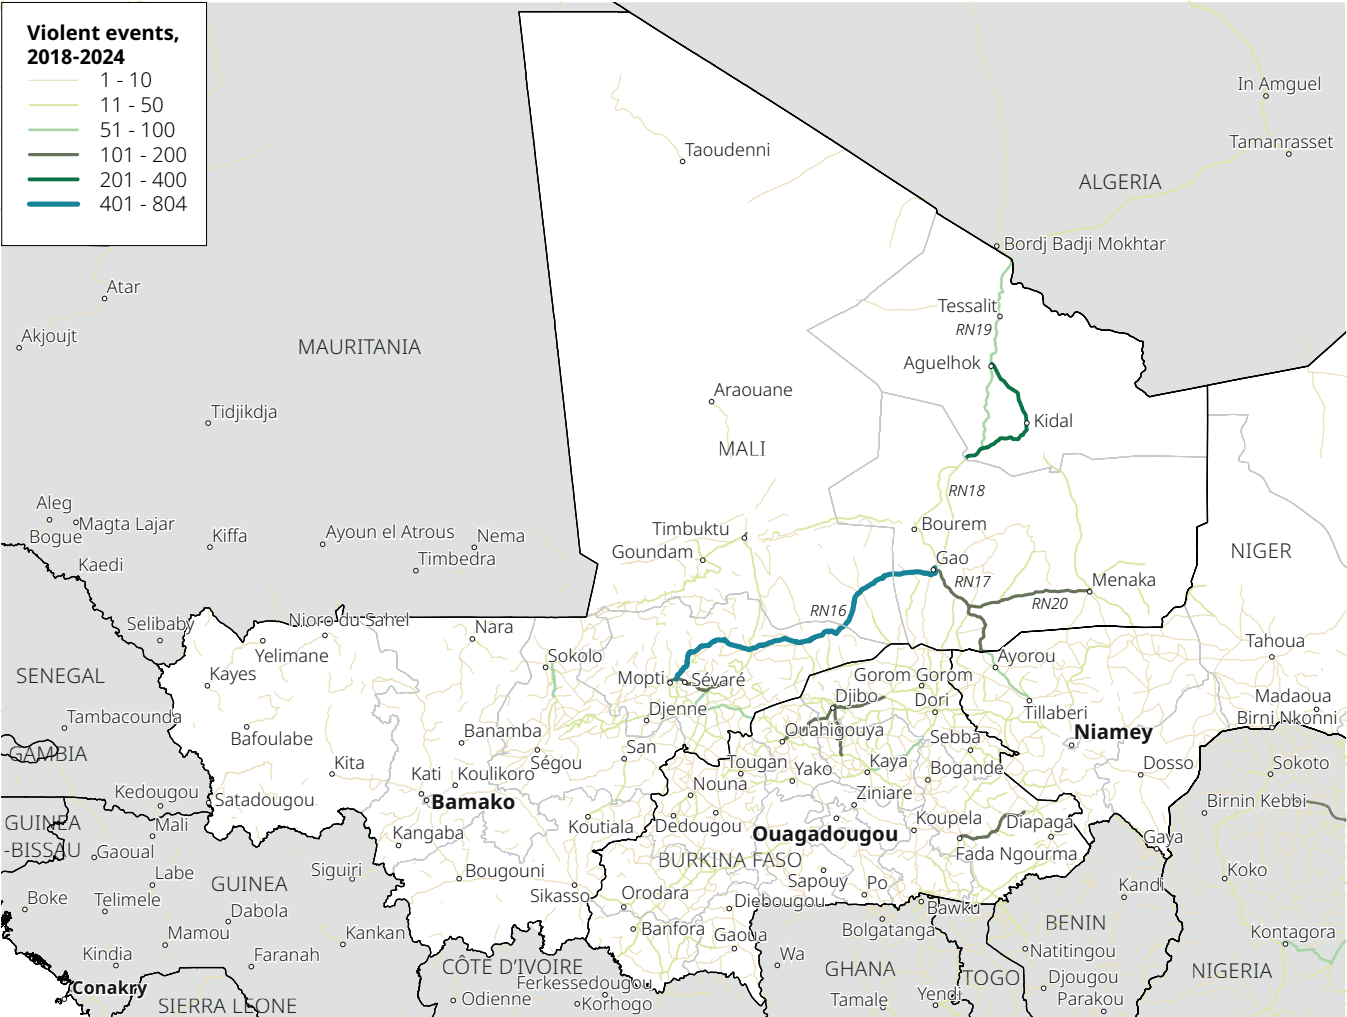 Violent events,
2018-2024
1 - 10
11 - 50
51 - 100
101 - 200
201 - 400
401 - 804
In Amguel
Tamanrasset
Taoudenni
ALGERIA
Bordj Badji Mokhtar
Atar
Tessalit
RN19
Akjoujt
MAURITANIA
Aguelhok
Araouane
Tidjikdja
Kidal
MALI
RN18
Aleg
Magta Lajar
Bogue
Kiffa
Ayoun el Atrous
Nema
Timbuktu
Bourem
Goundam
Timbedra
Kaedi
Gao
NIGER
RN17
Menaka
RN16
RN20
Selibaby
Nioro du Sahel
Nara
Yelimane
Tahoua
Sokolo
Ayorou
SENEGAL
Kayes
Mopti
Sévaré
Gorom Gorom
Djibo
Dori
Madaoua
Tambacounda
Djenne
Tillaberi
Birni Nkonni
Bafoulabe
Banamba
Ouahigouya
Sebba
Niamey
GAMBIA
San
Kita
Ségou
Tougan
Yako
Kaya
Bogande
Dosso
Sokoto
Kati
Koulikoro
Nouna
Ziniare
Kedougou
Satadougou
Bamako
Birnin Kebbi
GUINEA
-BISSAU
Mali
Kangaba
Koutiala
Dedougou
Ouagadougou
Koupela
Diapaga
Gaya
Gaoual
Fada Ngourma
BURKINA FASO
Labe
Siguiri
Bougouni
Koko
GUINEA
Sapouy
Po
Kandi
Boke
Telimele
Sikasso
Orodara
Diebougou
Dabola
Bawku
BENIN
Mamou
Kankan
Banfora
Gaoua
Bolgatanga
Kontagora
Kindia
Faranah
Wa
Natitingou
CÔTE D'IVOIRE
GHANA
TOGO
Djougou
NIGERIA
Conakry
Ferkessedougou
SIERRA LEONE
Odienne
Korhogo
Tamale
Yendi
Parakou